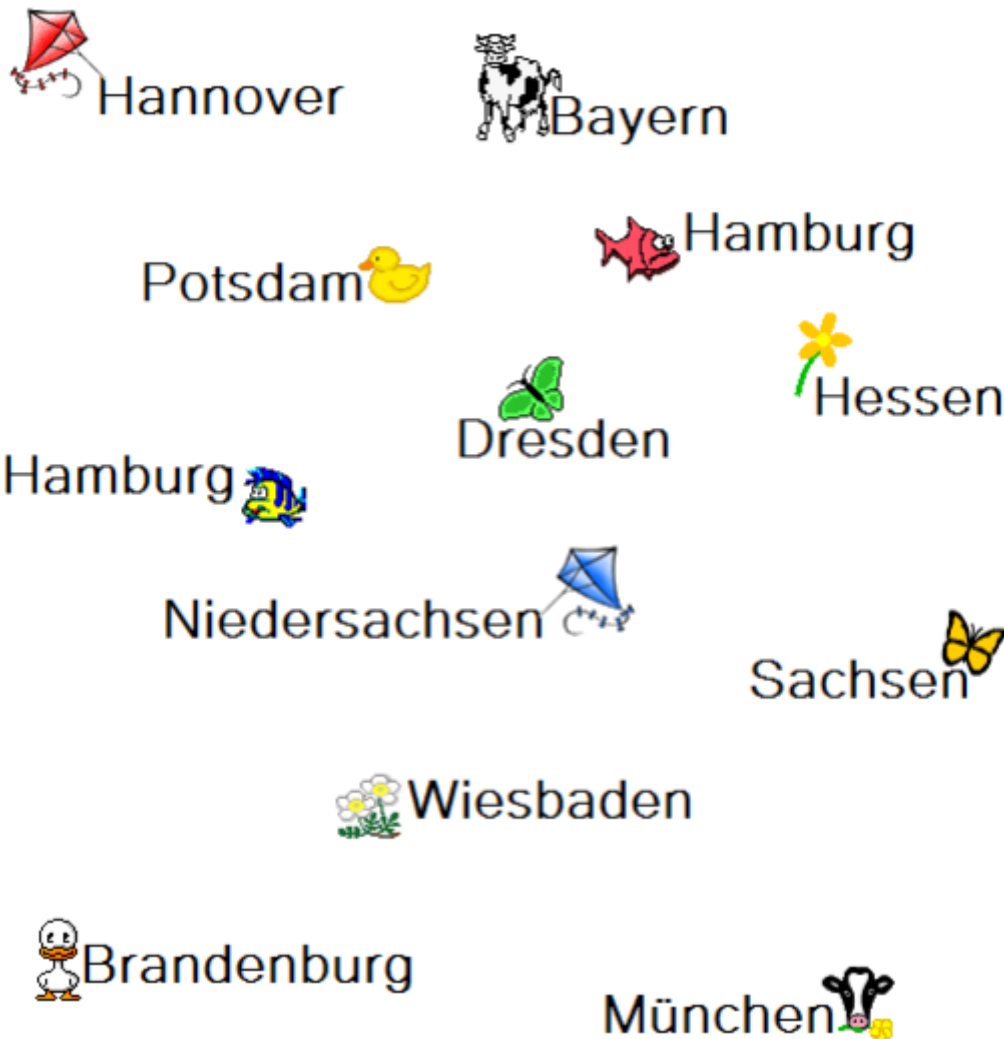 Hannover
Bayern
Hamburg
Potsdam
Hessen
Dresden
Hamburg
Niedersachsen
Sachsen
Wiesbaden
Brandenburg
München